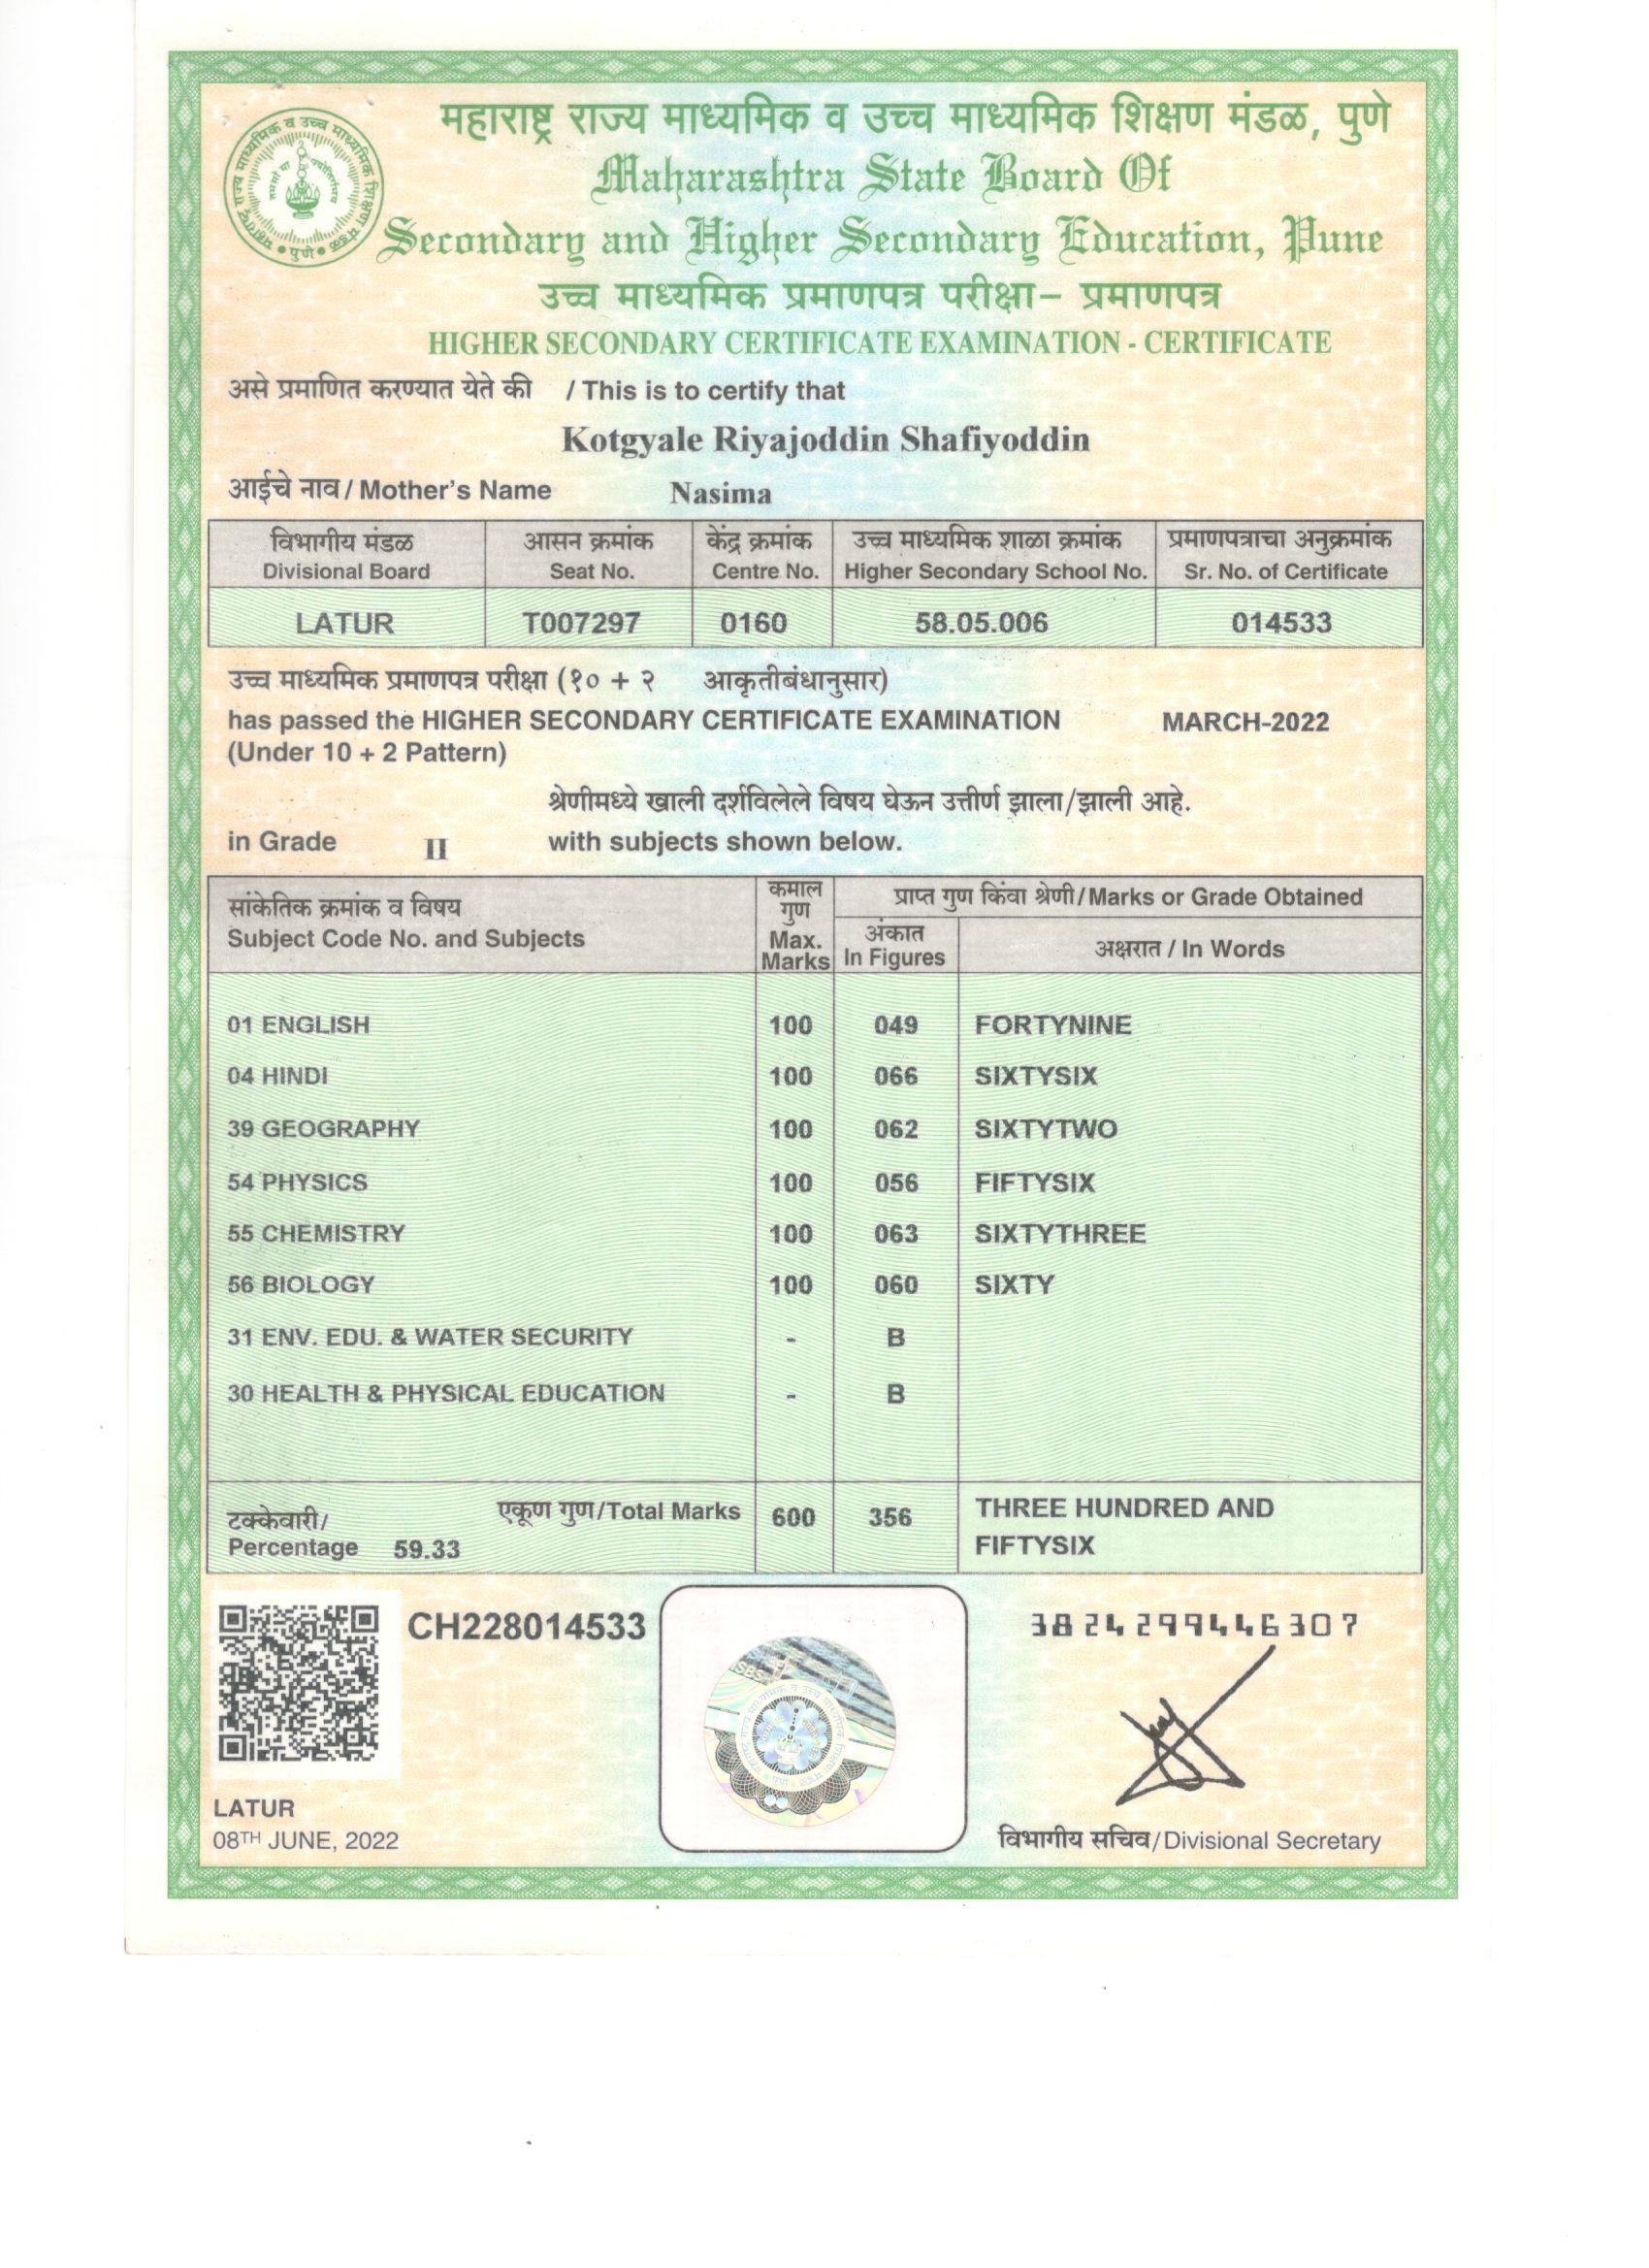 महाराष्ट्र राज्य माध्यमिक व उच्च माध्यमिक शिक्षण मंडळ, पुणे
Maharashtra State Board Of
Secondary and Higher Secondary Education, Pune
उच्च माध्यमिक प्रमाणपत्र परीक्षा– प्रमाणपत्र
HIGHER SECONDARY CERTIFICATE EXAMINATION - CERTIFICATE
असे प्रमाणित करण्यात येते की / This is to certify that
Kotgyale Riyajoddin Shafiyoddin
आईचे नाव / Mother's Name Nasima
विभागीय मंडळ आसन क्रमांक केंद्र क्रमांक उच्च माध्यमिक शाळा क्रमांक प्रमाणपत्राचा अनुक्रमांक
Divisional Board Seat No. Centre No. Higher Secondary School No. Sr. No. of Certificate
LATUR T007297 0160 58.05.006 014533
उच्च माध्यमिक प्रमाणपत्र परीक्षा (१० + २ आकृतीबंधानुसार)
has passed the HIGHER SECONDARY CERTIFICATE EXAMINATION MARCH-2022
(Under 10 + 2 Pattern)
श्रेणीमध्ये खाली दर्शविलेले विषय घेऊन उत्तीर्ण झाला/झाली आहे.
in Grade II with subjects shown below.
सांकेतिक क्रमांक व विषय
Subject Code No. and Subjects
कमाल
गुण
Max.
Marks
प्राप्त गुण किंवा श्रेणी/Marks or Grade Obtained
अंकात
In Figures
अक्षरात / In Words
01 ENGLISH 100 049 FORTYNINE
04 HINDI 100 066 SIXTYSIX
39 GEOGRAPHY 100 062 SIXTYTWO
54 PHYSICS 100 056 FIFTYSIX
55 CHEMISTRY 100 063 SIXTYTHREE
56 BIOLOGY 100 060 SIXTY
31 ENV. EDU. & WATER SECURITY - B
30 HEALTH & PHYSICAL EDUCATION - B
टक्केवारी/ एकूण गुण/Total Marks 600 356 THREE HUNDRED AND
Percentage 59.33 FIFTYSIX
CH228014533
3824299446307
LATUR
08TH JUNE, 2022
विभागीय सचिव/Divisional Secretary